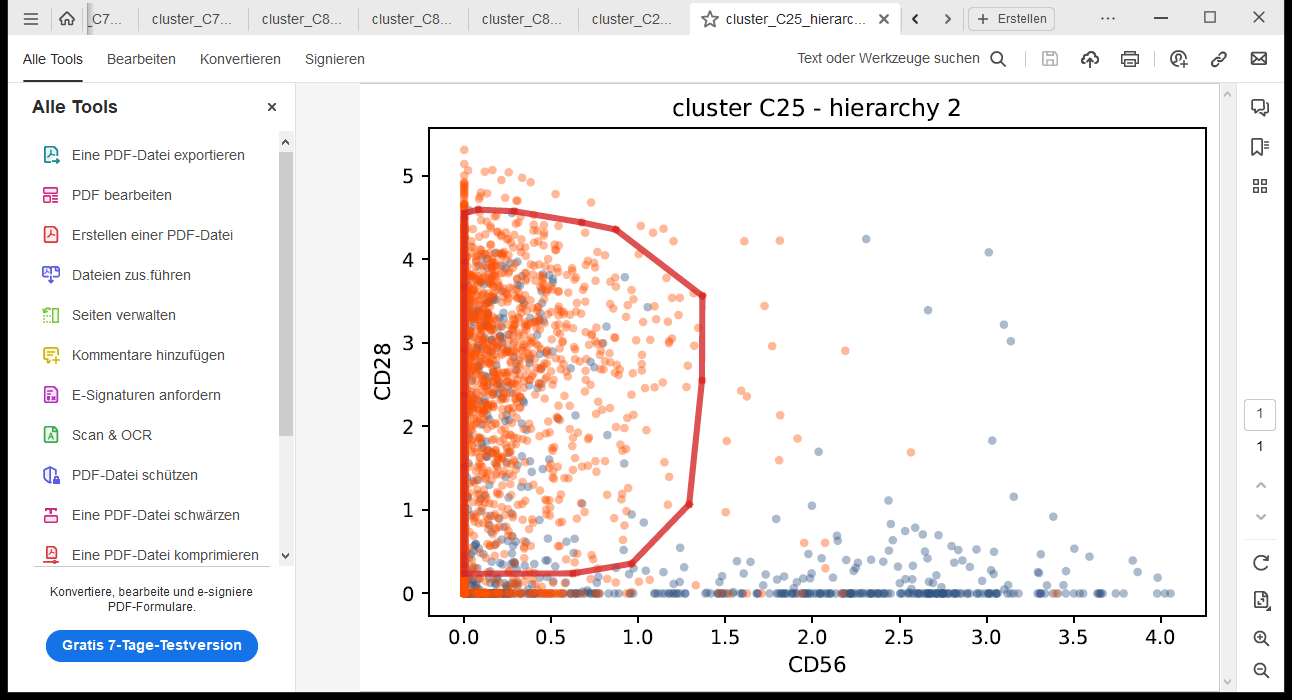 _C7...
cluster_C7...
cluster_C8...
cluster_C8...
cluster_C8...
cluster_C2...
cluster_C25_hierarc...
Erstellen
Alle Tools
Bearbeiten
Konvertieren
Signieren
Text oder Werkzeuge suchen
Alle Tools
Eine PDF-Datei exportieren
PDF bearbeiten
Erstellen einer PDF-Datei
Dateien zus.führen
Seiten verwalten
Kommentare hinzufügen
E-Signaturen anfordern
Scan & OCR
PDF-Datei schützen
Eine PDF-Datei schwärzen
Eine PDF-Datei komprimieren
Konvertiere, bearbeite und e-signiere
PDF-Formulare.
Gratis 7-Tage-Testversion
cluster C25 - hierarchy 2
CD28
5
4
3
2
1
0
0.0 0.5 1.0 1.5 2.0 2.5 3.0 3.5 4.0
CD56
1
1